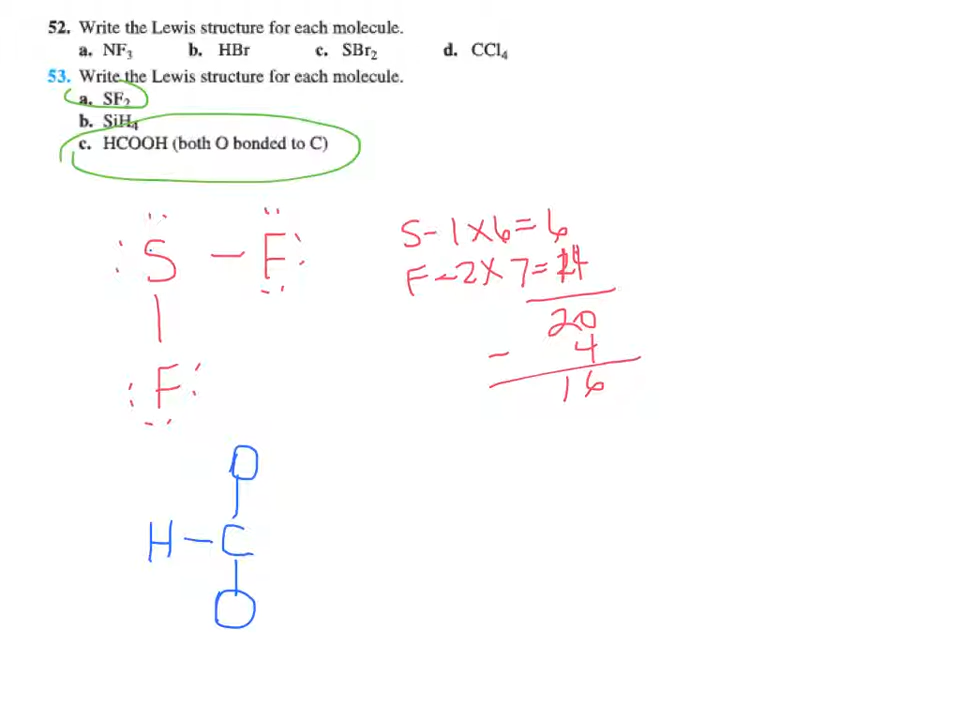 52. Write the Lewis structure for each molecule.
a. NF₃ b. HBr c. SBr₂ d. CCl₄
53. Write the Lewis structure for each molecule.
a. SF₂
b. SiH₄
c. HCOOH (both O bonded to C)
S – F
F
S – 1 X 6 = 6
F – 2 X 7 = 14
20
– 4
16
O
H – C
O